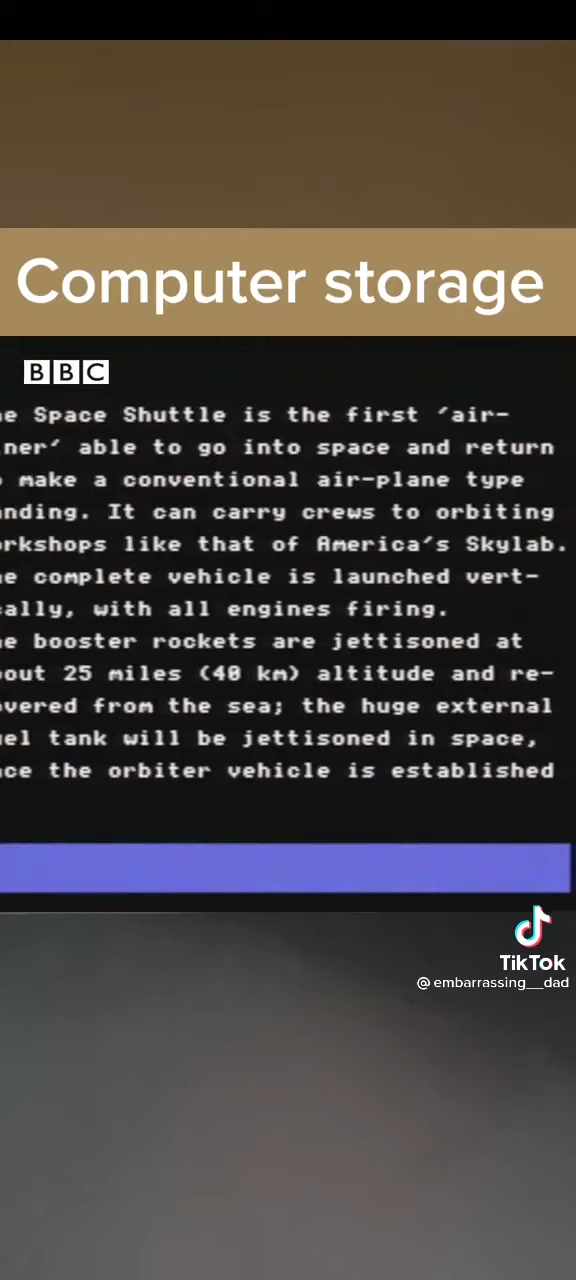 Computer storage
BBC
e Space Shuttle is the first ‘air-
ner’ able to go into space and return
make a conventional air-plane type
nding. It can carry crews to orbiting
rkshops like that of America’s Skylab.
e complete vehicle is launched vert-
ally, with all engines firing.
e booster rockets are jettisoned at
out 25 miles (40 km) altitude and re-
vered from the sea; the huge external
el tank will be jettisoned in space,
ce the orbiter vehicle is established
TikTok
@embarrassing__dad